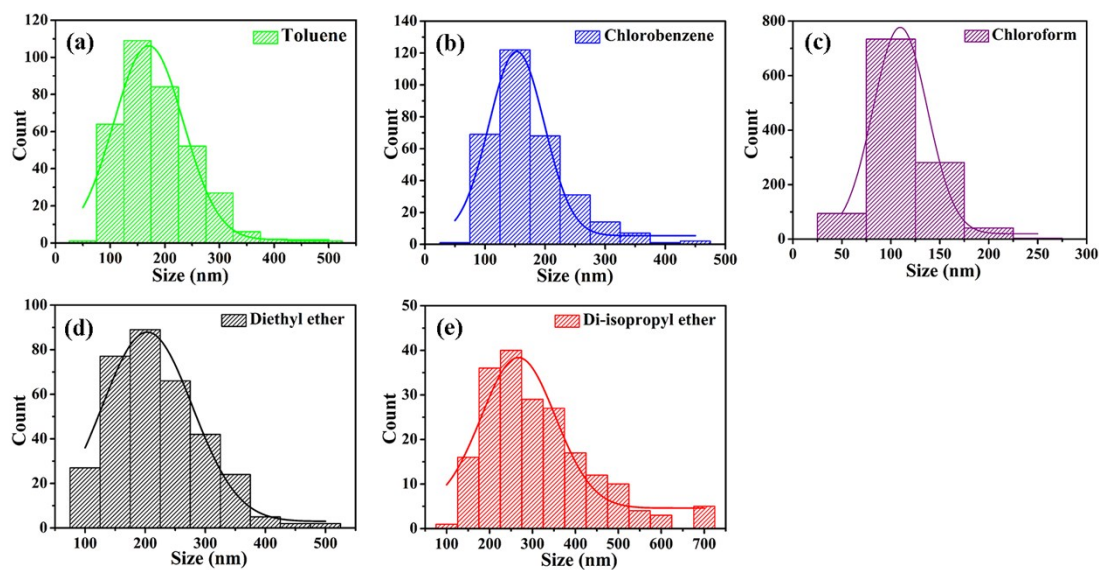 (a)
Toluene
120
100
80
60
40
20
0
Count
0 100 200 300 400 500
Size (nm)
(b)
Chlorobenzene
140
120
100
80
60
40
20
0
Count
100 200 300 400 500
Size (nm)
(c)
Chloroform
800
600
400
200
0
Count
0 50 100 150 200 250 300
Size (nm)
(d)
Diethyl ether
100
80
60
40
20
0
Count
100 200 300 400 500
Size (nm)
(e)
Di-isopropyl ether
50
40
30
20
10
0
Count
100 200 300 400 500 600 700
Size (nm)